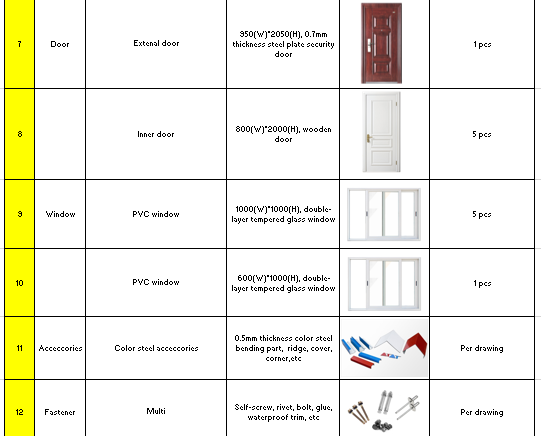 7
Door
Extenal door
950(W)*2050(H), 0.7mm
thickness steel plate security
door
1 pcs
8
Inner door
800(W)*2000(H), wooden
door
5 pcs
9
Window
PVC window
1000(W)*1000(H), double-
layer tempered glass window
5 pcs
10
PVC window
600(W)*1000(H), double-
layer tempered glass window
1 pcs
11
Acceccories
Color steel acceccories
0.5mm thickness color steel
bending part, ridge, cover,
corner,etc
Per drawing
12
Fastener
Multi
Self-screw, rivet, bolt, glue,
waterproof trim, etc
Per drawing